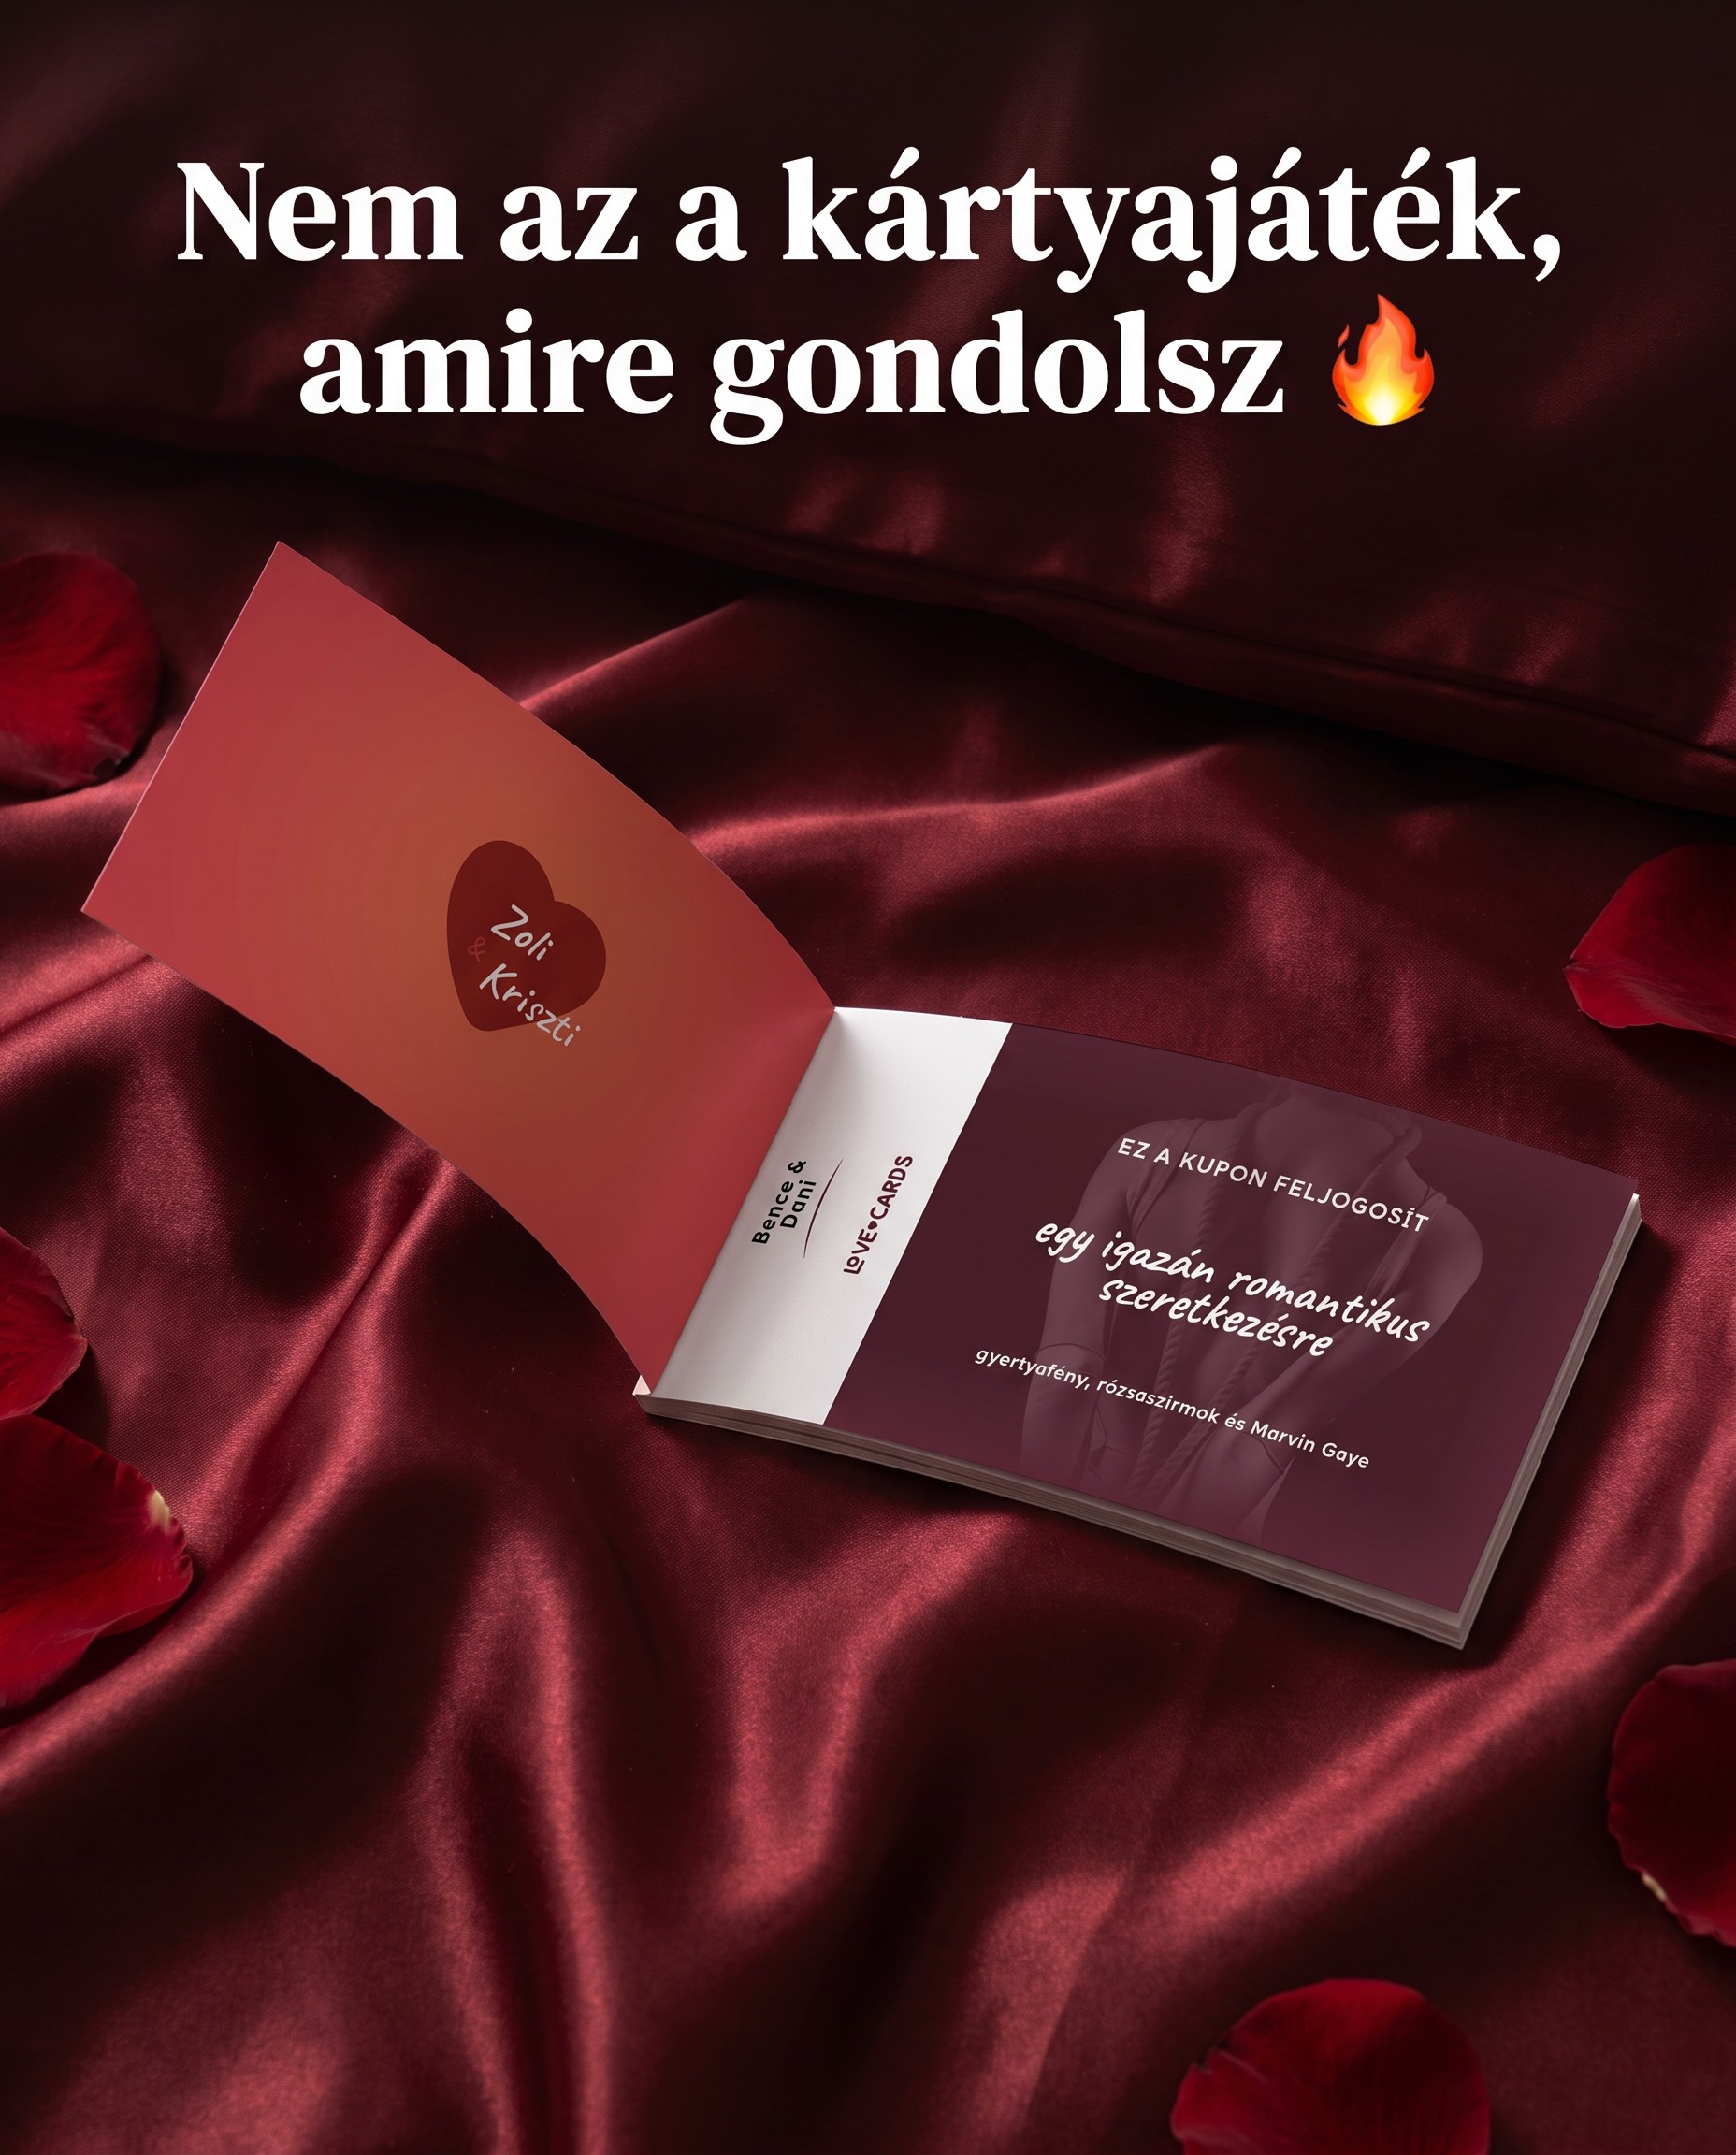 Nem az a kártyajáték,
amire gondolsz 🔥
Zoli
&
Kriszti
Bence &
Dani
LOVE♥CARDS
EZ A KUPON FELJOGOSÍT
egy igazán romantikus
szeretkezésre
gyertyafény, rózsaszirmok és Marvin Gaye